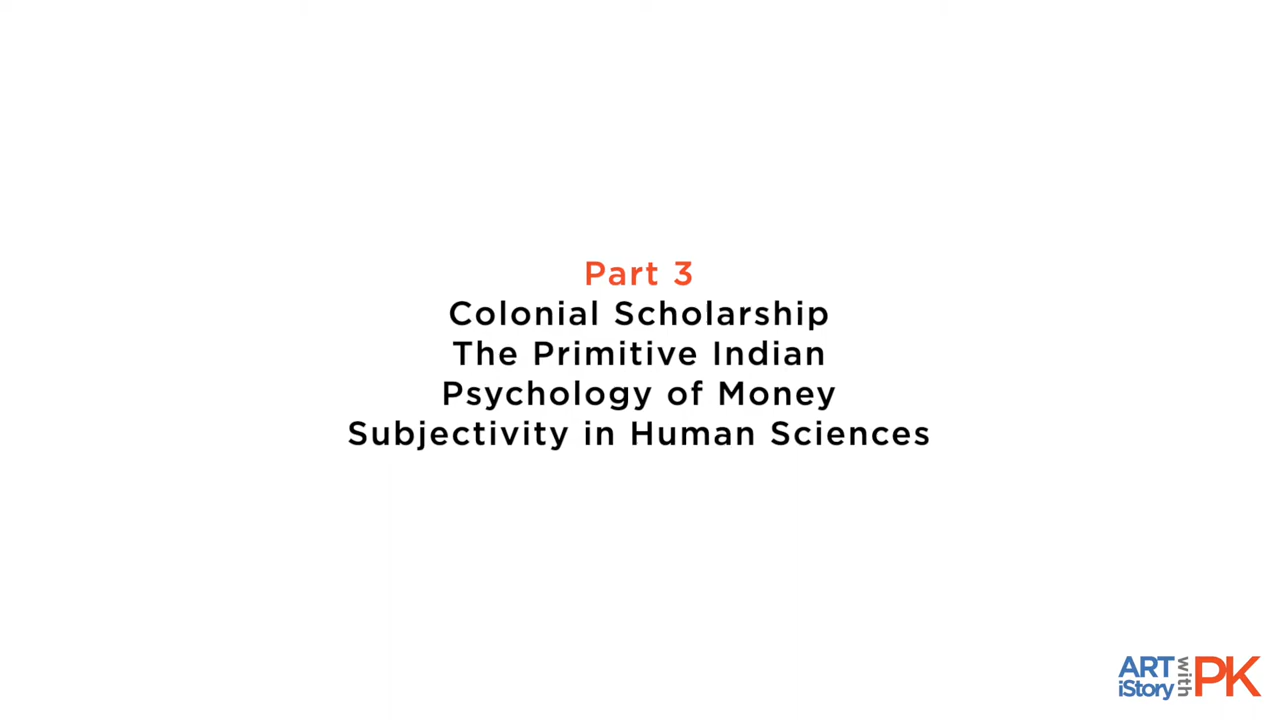 Part 3
Colonial Scholarship
The Primitive Indian
Psychology of Money
Subjectivity in Human Sciences
ART with PK
iStory